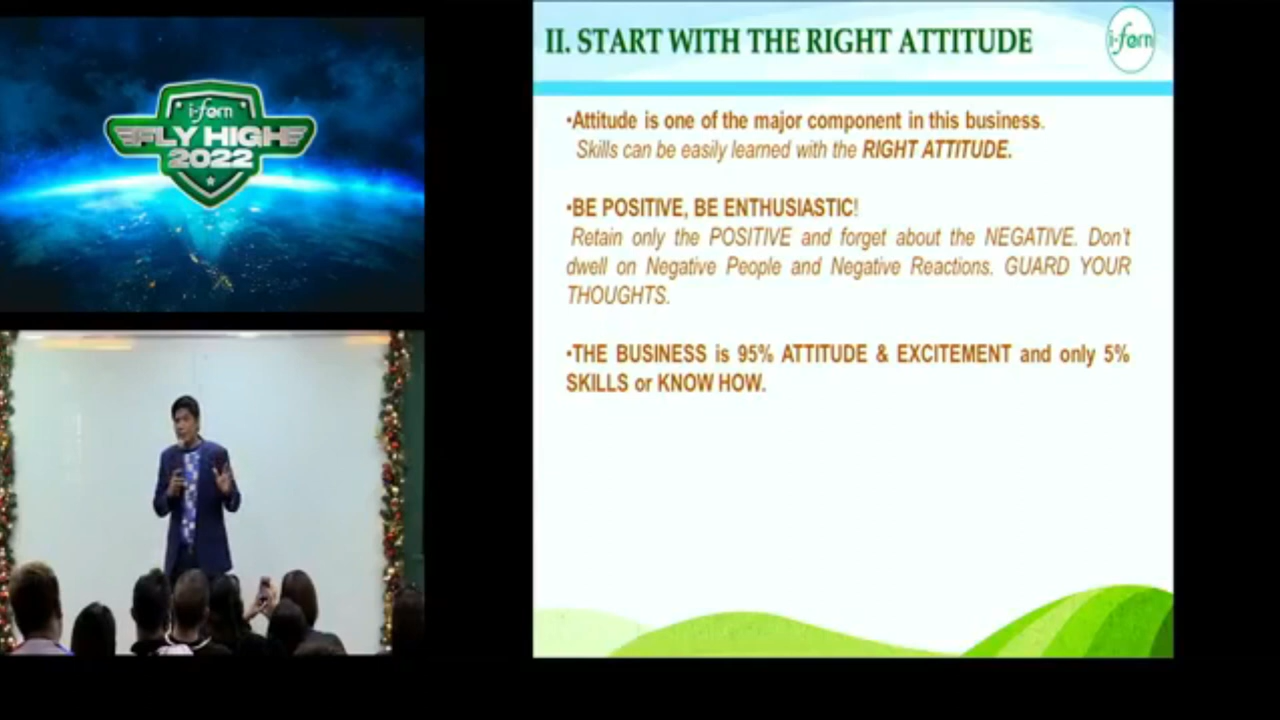 i-fern
FLY HIGH
2022
II. START WITH THE RIGHT ATTITUDE
i-fern
•Attitude is one of the major component in this business.
Skills can be easily learned with the RIGHT ATTITUDE.
•BE POSITIVE, BE ENTHUSIASTIC!
Retain only the POSITIVE and forget about the NEGATIVE. Don't
dwell on Negative People and Negative Reactions. GUARD YOUR
THOUGHTS.
•THE BUSINESS is 95% ATTITUDE & EXCITEMENT and only 5%
SKILLS or KNOW HOW.